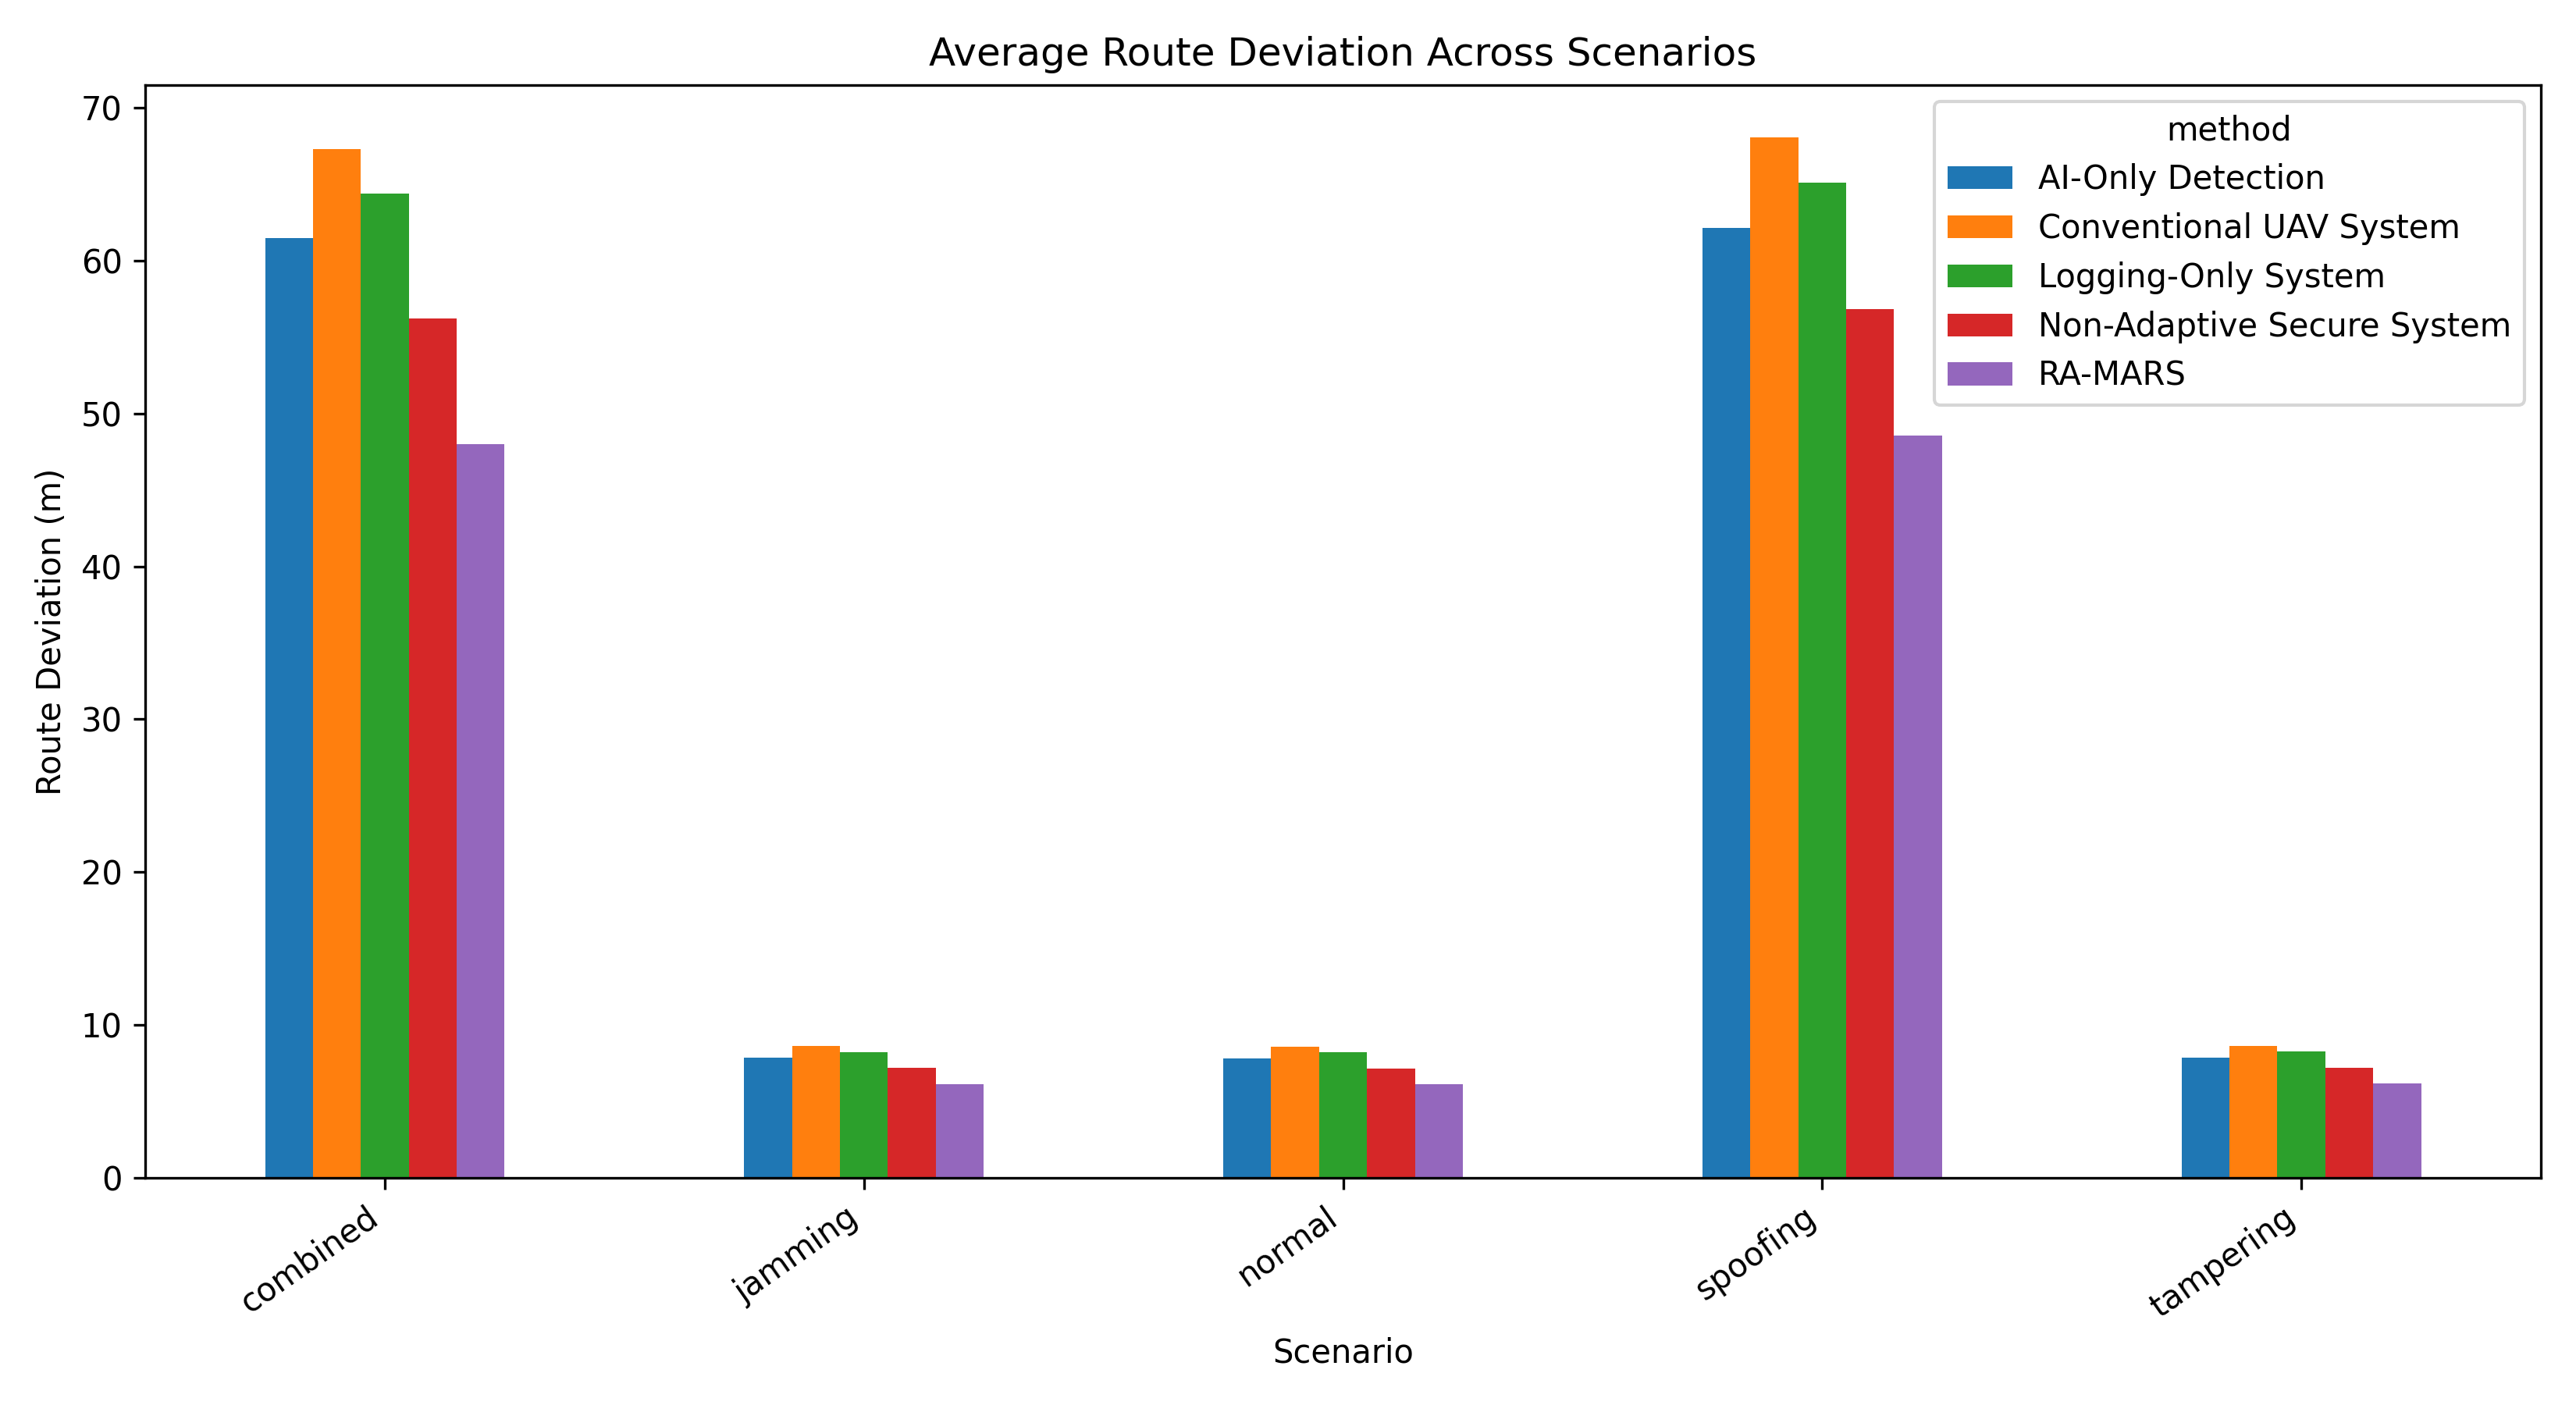 Average Route Deviation Across Scenarios
Route Deviation (m)
70
60
50
40
30
20
10
0
method
AI-Only Detection
Conventional UAV System
Logging-Only System
Non-Adaptive Secure System
RA-MARS
combined
jamming
normal
spoofing
tampering
Scenario